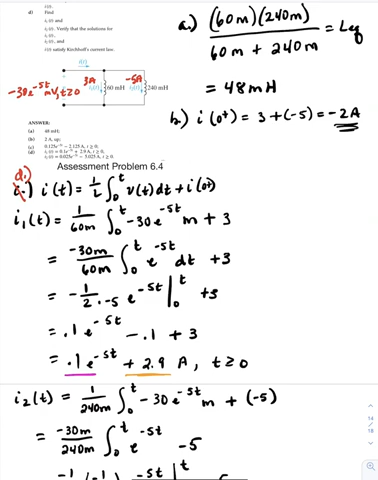 i(t).
d) Find
i₁(t) and
i₂(t). Verify that the solutions for
i₁(t),
i₂(t), and
i(t) satisfy Kirchhoff's current law.
i(t)
-30e^-5t mV, t≥0
3A
i₁(t)
60 mH
-5A
i₂(t)
240 mH
a.) (60m)(240m) / 60m + 240m = Leq
= 48mH
b.) i(0+) = 3 + (-5) = -2A
ANSWER:
(a) 48 mH;
(b) 2 A, up;
(c) 0.125e^-5t − 2.125 A, t ≥ 0;
(d) i₁(t) = 0.1e^-5t + 2.9 A, t ≥ 0,
i₂(t) = 0.025e^-5t − 5.025 A, t ≥ 0.
Assessment Problem 6.4
d.) i(t) = 1/L ∫₀^t v(t) dt + i(0+)
i₁(t) = 1/60m ∫₀^t -30e^-5t m + 3
= -30m/60m ∫₀^t e^-5t dt + 3
= -1/2·-5 e^-5t |₀^t + 3
= .1e^-5t - .1 + 3
= .1e^-5t + 2.9 A, t≥0
i₂(t) = 1/240m ∫₀^t -30e^-5t m + (-5)
= -30m/240m ∫₀^t e^-5t -5
14
/
18